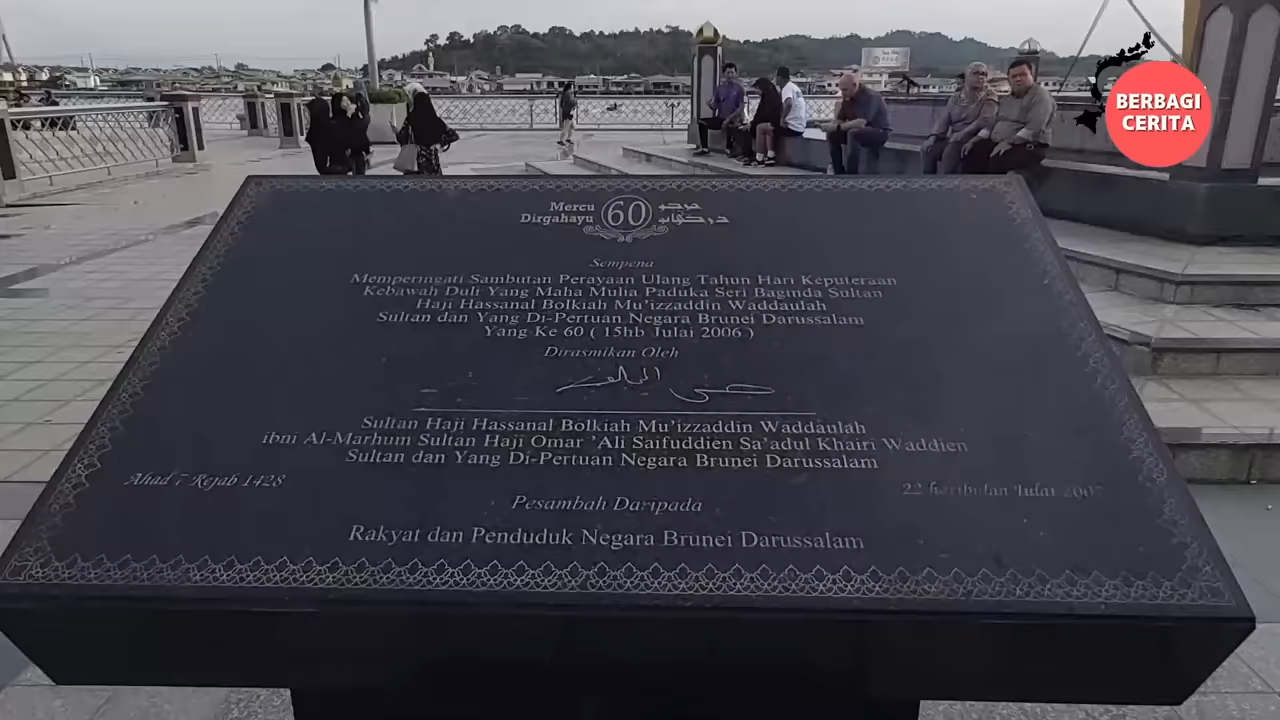 BERBAGI
CERITA
Mercu
Dirgahayu
60
مرچو
دirgاهايو
Sempena
Memperingati Sambutan Perayaan Ulang Tahun Hari Keputeraan
Kebawah Duli Yang Maha Mulia Paduka Seri Baginda Sultan
Haji Hassanal Bolkiah Mu'izzaddin Waddaulah
Sultan dan Yang Di-Pertuan Negara Brunei Darussalam
Yang Ke 60 ( 15hb Julai 2006 )
Dirasmikan Oleh
Sultan Haji Hassanal Bolkiah Mu'izzaddin Waddaulah
ibni Al-Marhum Sultan Haji Omar 'Ali Saifuddien Sa'adul Khairi Waddien
Sultan dan Yang Di-Pertuan Negara Brunei Darussalam
Ahad 7 Rejab 1428
22 haribulan Julai 2007
Pesambah Daripada
Rakyat dan Penduduk Negara Brunei Darussalam